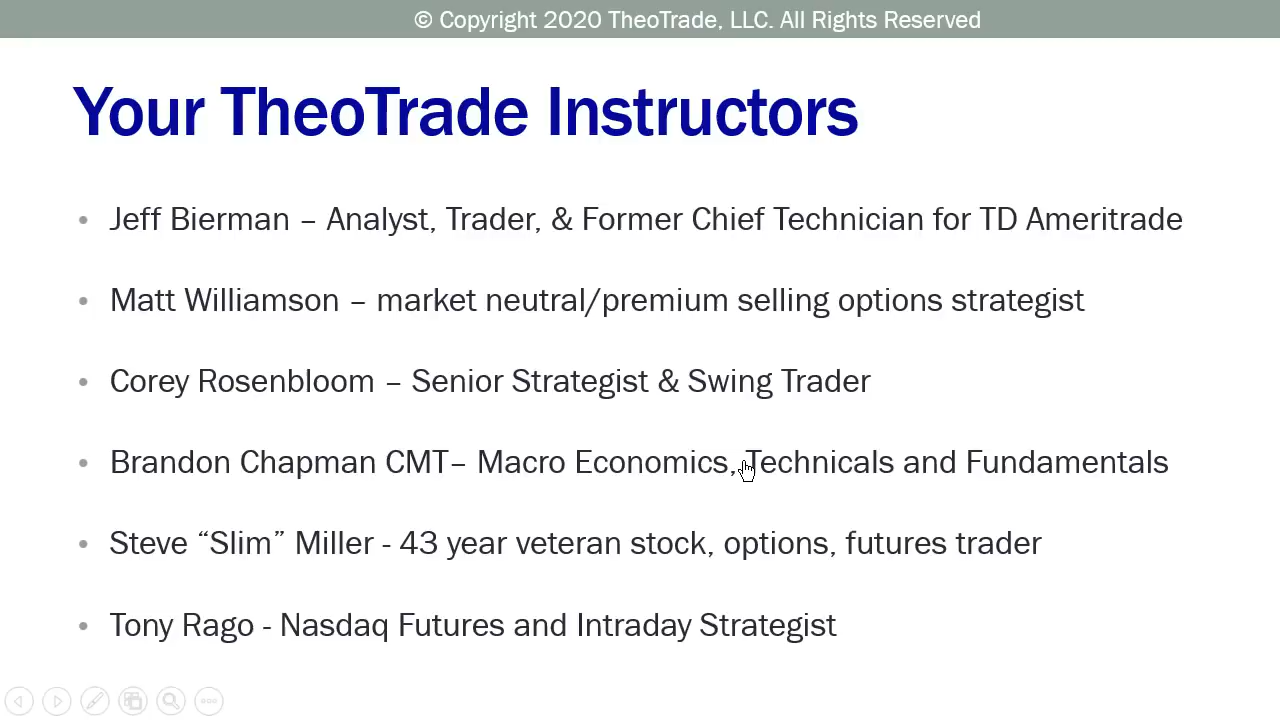 © Copyright 2020 TheoTrade, LLC. All Rights Reserved
Your TheoTrade Instructors
• Jeff Bierman – Analyst, Trader, & Former Chief Technician for TD Ameritrade
• Matt Williamson – market neutral/premium selling options strategist
• Corey Rosenbloom – Senior Strategist & Swing Trader
• Brandon Chapman CMT– Macro Economics, Technicals and Fundamentals
• Steve “Slim” Miller - 43 year veteran stock, options, futures trader
• Tony Rago - Nasdaq Futures and Intraday Strategist